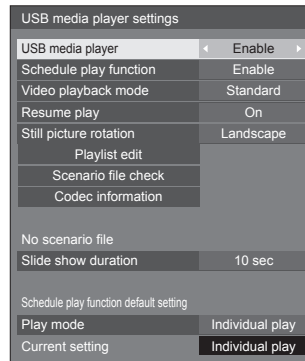 USB media player settings
USB media player Enable
Schedule play function Enable
Video playback mode Standard
Resume play On
Still picture rotation Landscape
Playlist edit
Scenario file check
Codec information
No scenario file
Slide show duration 10 sec
Schedule play function default setting
Play mode Individual play
Current setting Individual play